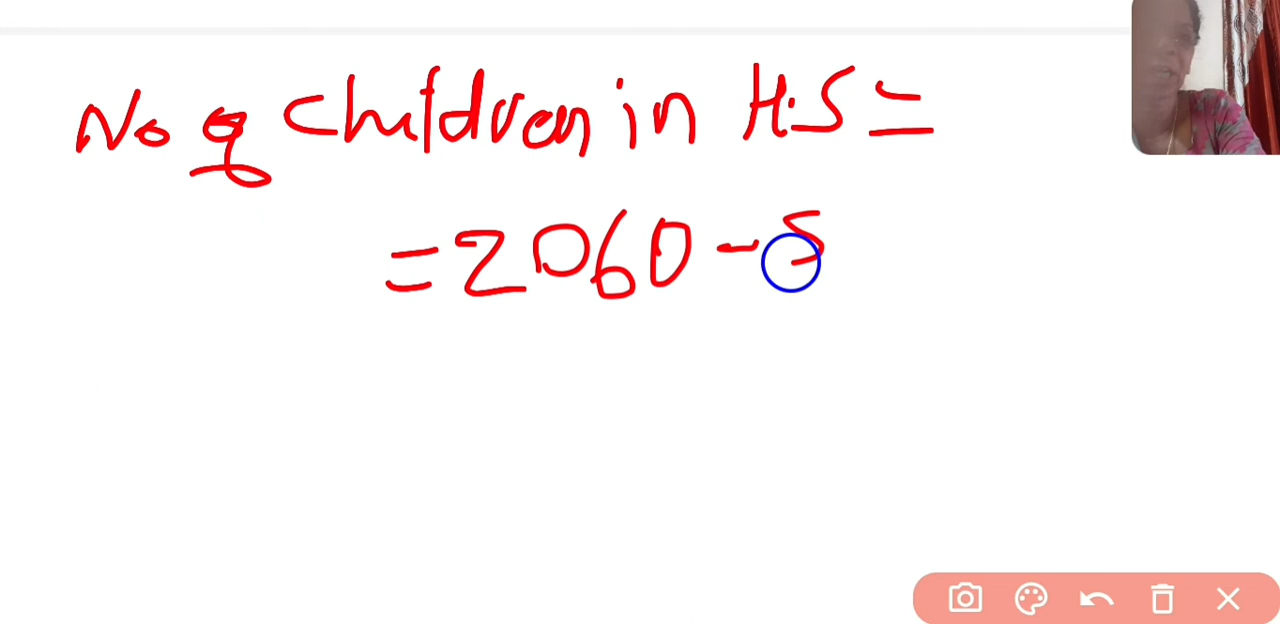 No of Children in H.S =
= 2060 - 5